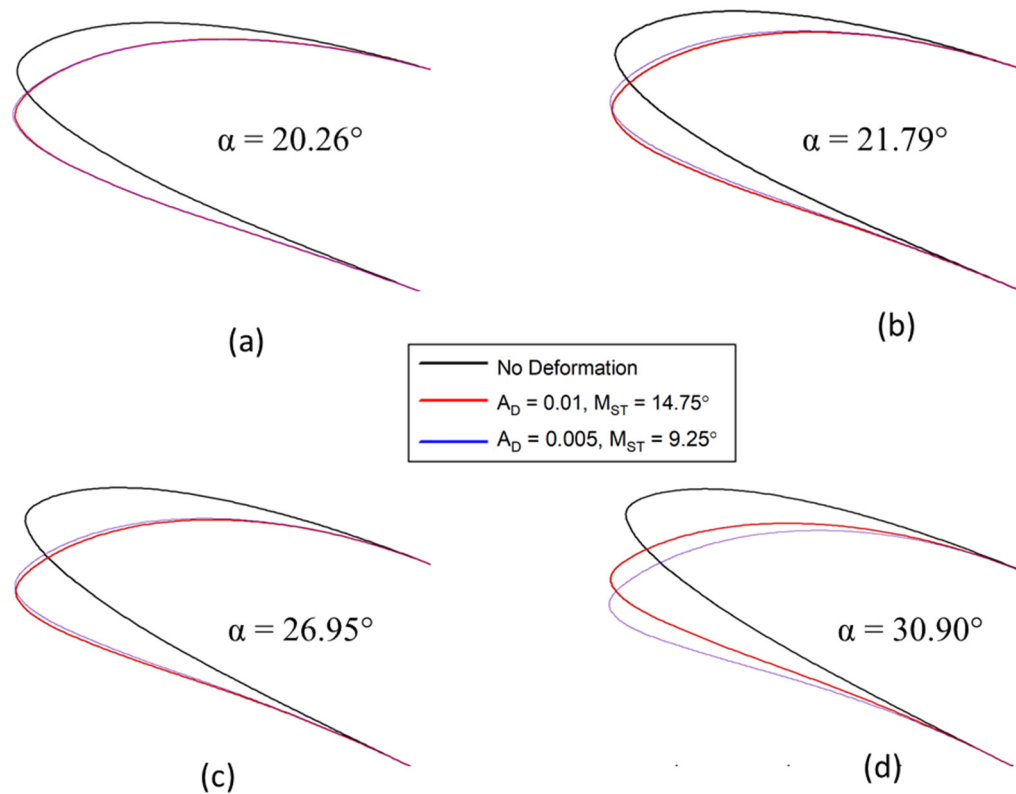 α = 20.26°
α = 21.79°
(a)
(b)
No Deformation
A_D = 0.01, M_ST = 14.75°
A_D = 0.005, M_ST = 9.25°
α = 26.95°
α = 30.90°
(c)
(d)